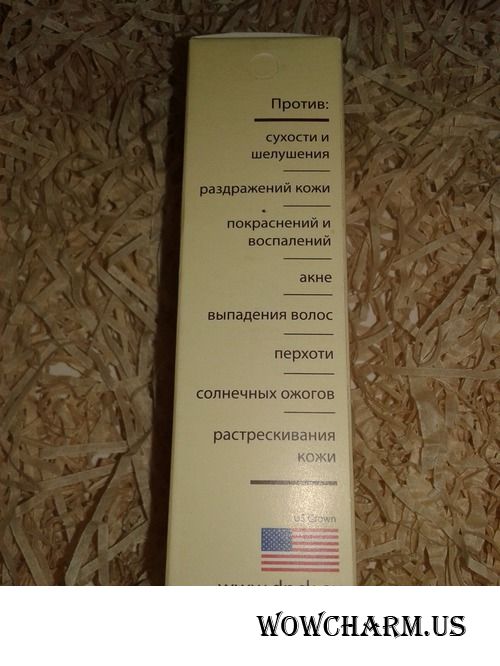 Против:
сухости и
шелушения
раздражений кожи
покраснений и
воспалений
акне
выпадения волос
перхоти
солнечных ожогов
растрескивания
кожи
US Grown
WOWCHARM.US